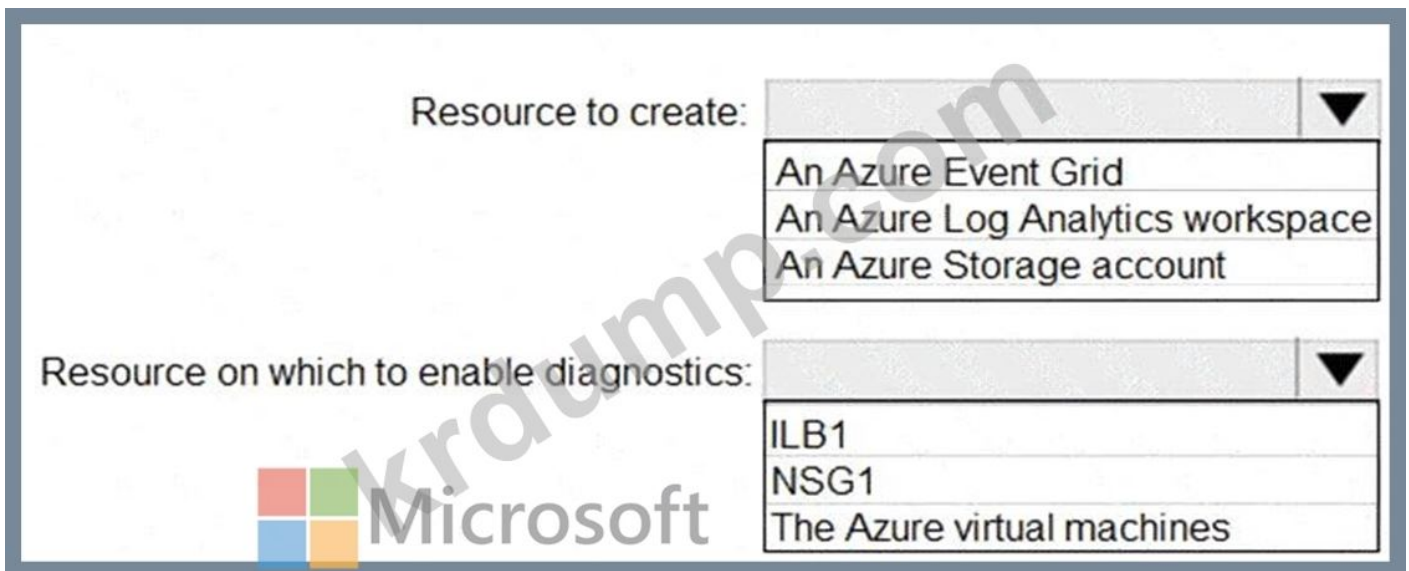 Resource to create:
An Azure Event Grid
An Azure Log Analytics workspace
An Azure Storage account
Resource on which to enable diagnostics:
ILB1
NSG1
The Azure virtual machines
Microsoft
krdump.com